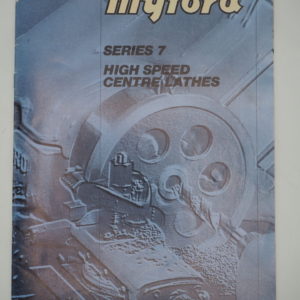 myford
SERIES 7
HIGH SPEED
CENTRE LATHES